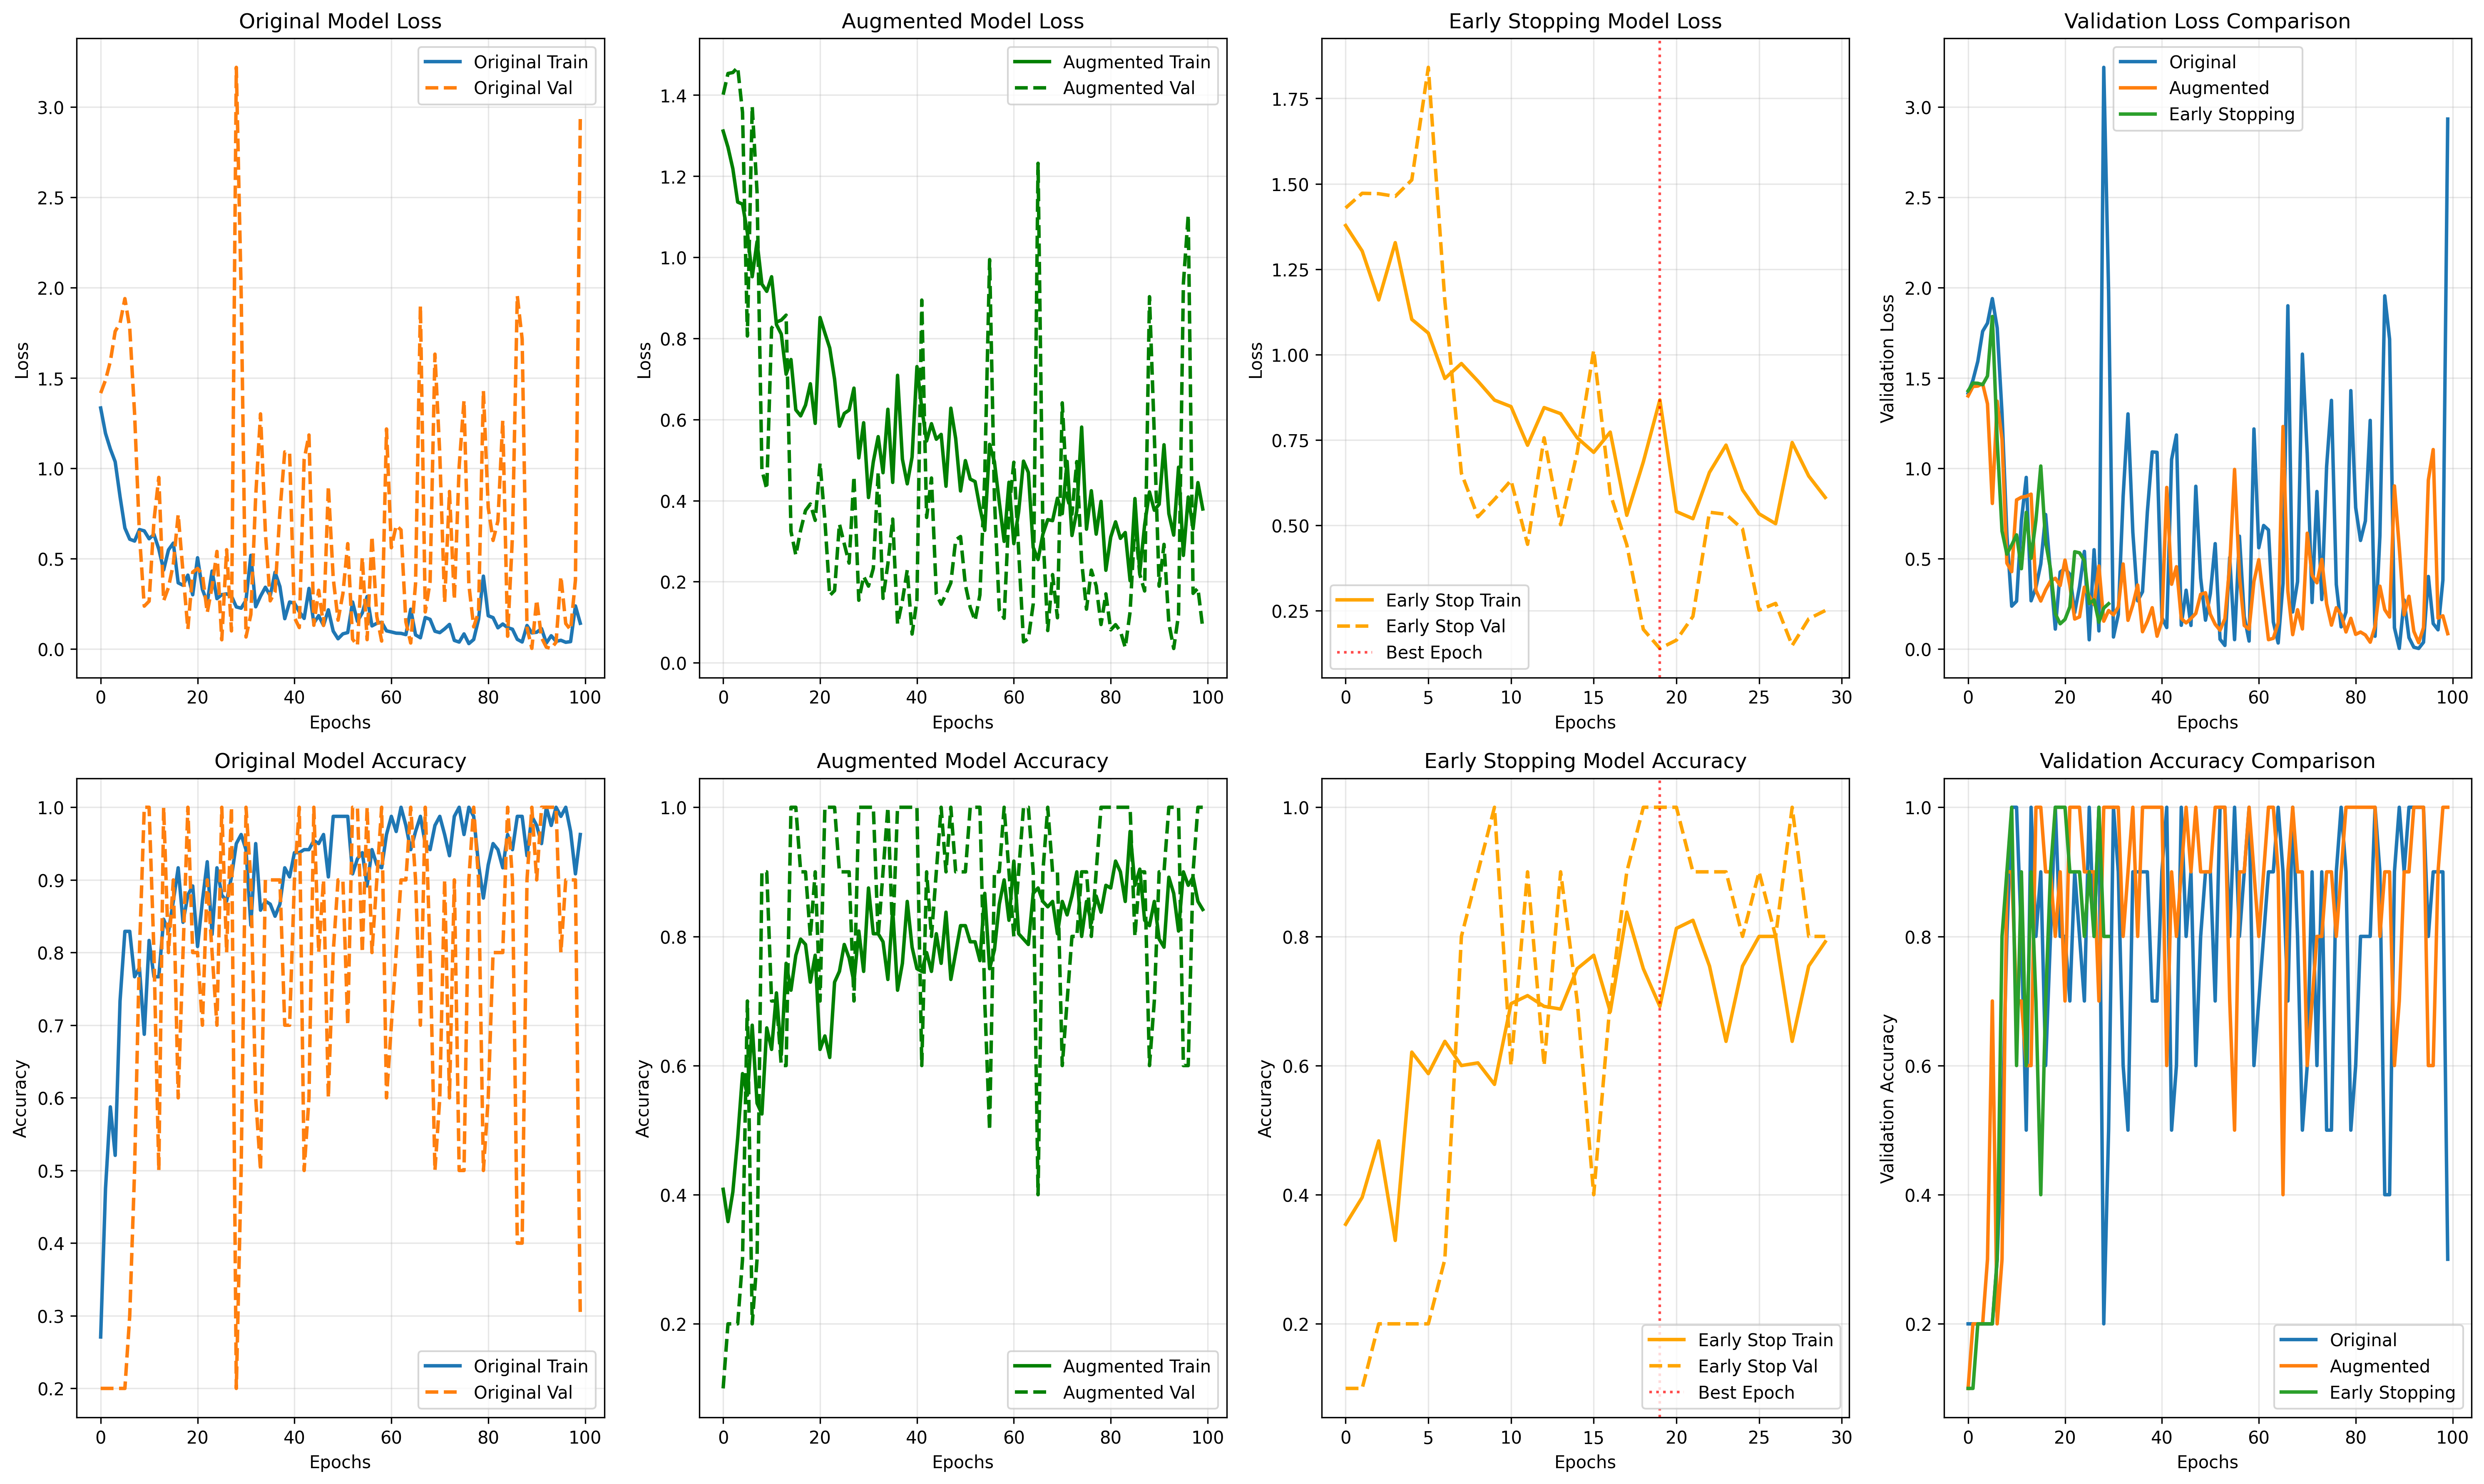 Original Model Loss
Loss
3.0
2.5
2.0
1.5
1.0
0.5
0.0
Original Train
Original Val
0 20 40 60 80 100
Epochs
Augmented Model Loss
Loss
1.4
1.2
1.0
0.8
0.6
0.4
0.2
0.0
Augmented Train
Augmented Val
0 20 40 60 80 100
Epochs
Early Stopping Model Loss
Loss
1.75
1.50
1.25
1.00
0.75
0.50
0.25
Early Stop Train
Early Stop Val
Best Epoch
0 5 10 15 20 25 30
Epochs
Validation Loss Comparison
Validation Loss
3.0
2.5
2.0
1.5
1.0
0.5
0.0
Original
Augmented
Early Stopping
0 20 40 60 80 100
Epochs
Original Model Accuracy
Accuracy
1.0
0.9
0.8
0.7
0.6
0.5
0.4
0.3
0.2
Original Train
Original Val
0 20 40 60 80 100
Epochs
Augmented Model Accuracy
Accuracy
1.0
0.8
0.6
0.4
0.2
Augmented Train
Augmented Val
0 20 40 60 80 100
Epochs
Early Stopping Model Accuracy
Accuracy
1.0
0.8
0.6
0.4
0.2
Early Stop Train
Early Stop Val
Best Epoch
0 5 10 15 20 25 30
Epochs
Validation Accuracy Comparison
Validation Accuracy
1.0
0.8
0.6
0.4
0.2
Original
Augmented
Early Stopping
0 20 40 60 80 100
Epochs